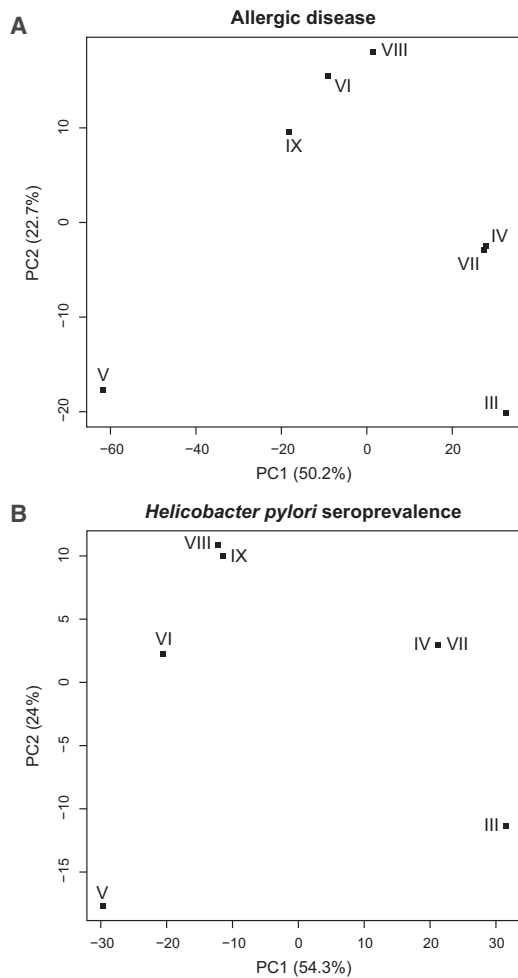 A
Allergic disease
VIII
VI
10
IX
PC2 (22.7%)
0
IV
VII
−10
V
−20
III
−60 −40 −20 0 20
PC1 (50.2%)
B
Helicobacter pylori seroprevalence
10
VIII IX
5
VI
IV VII
PC2 (24%)
0
−5
−10
III
−15
V
−30 −20 −10 0 10 20 30
PC1 (54.3%)